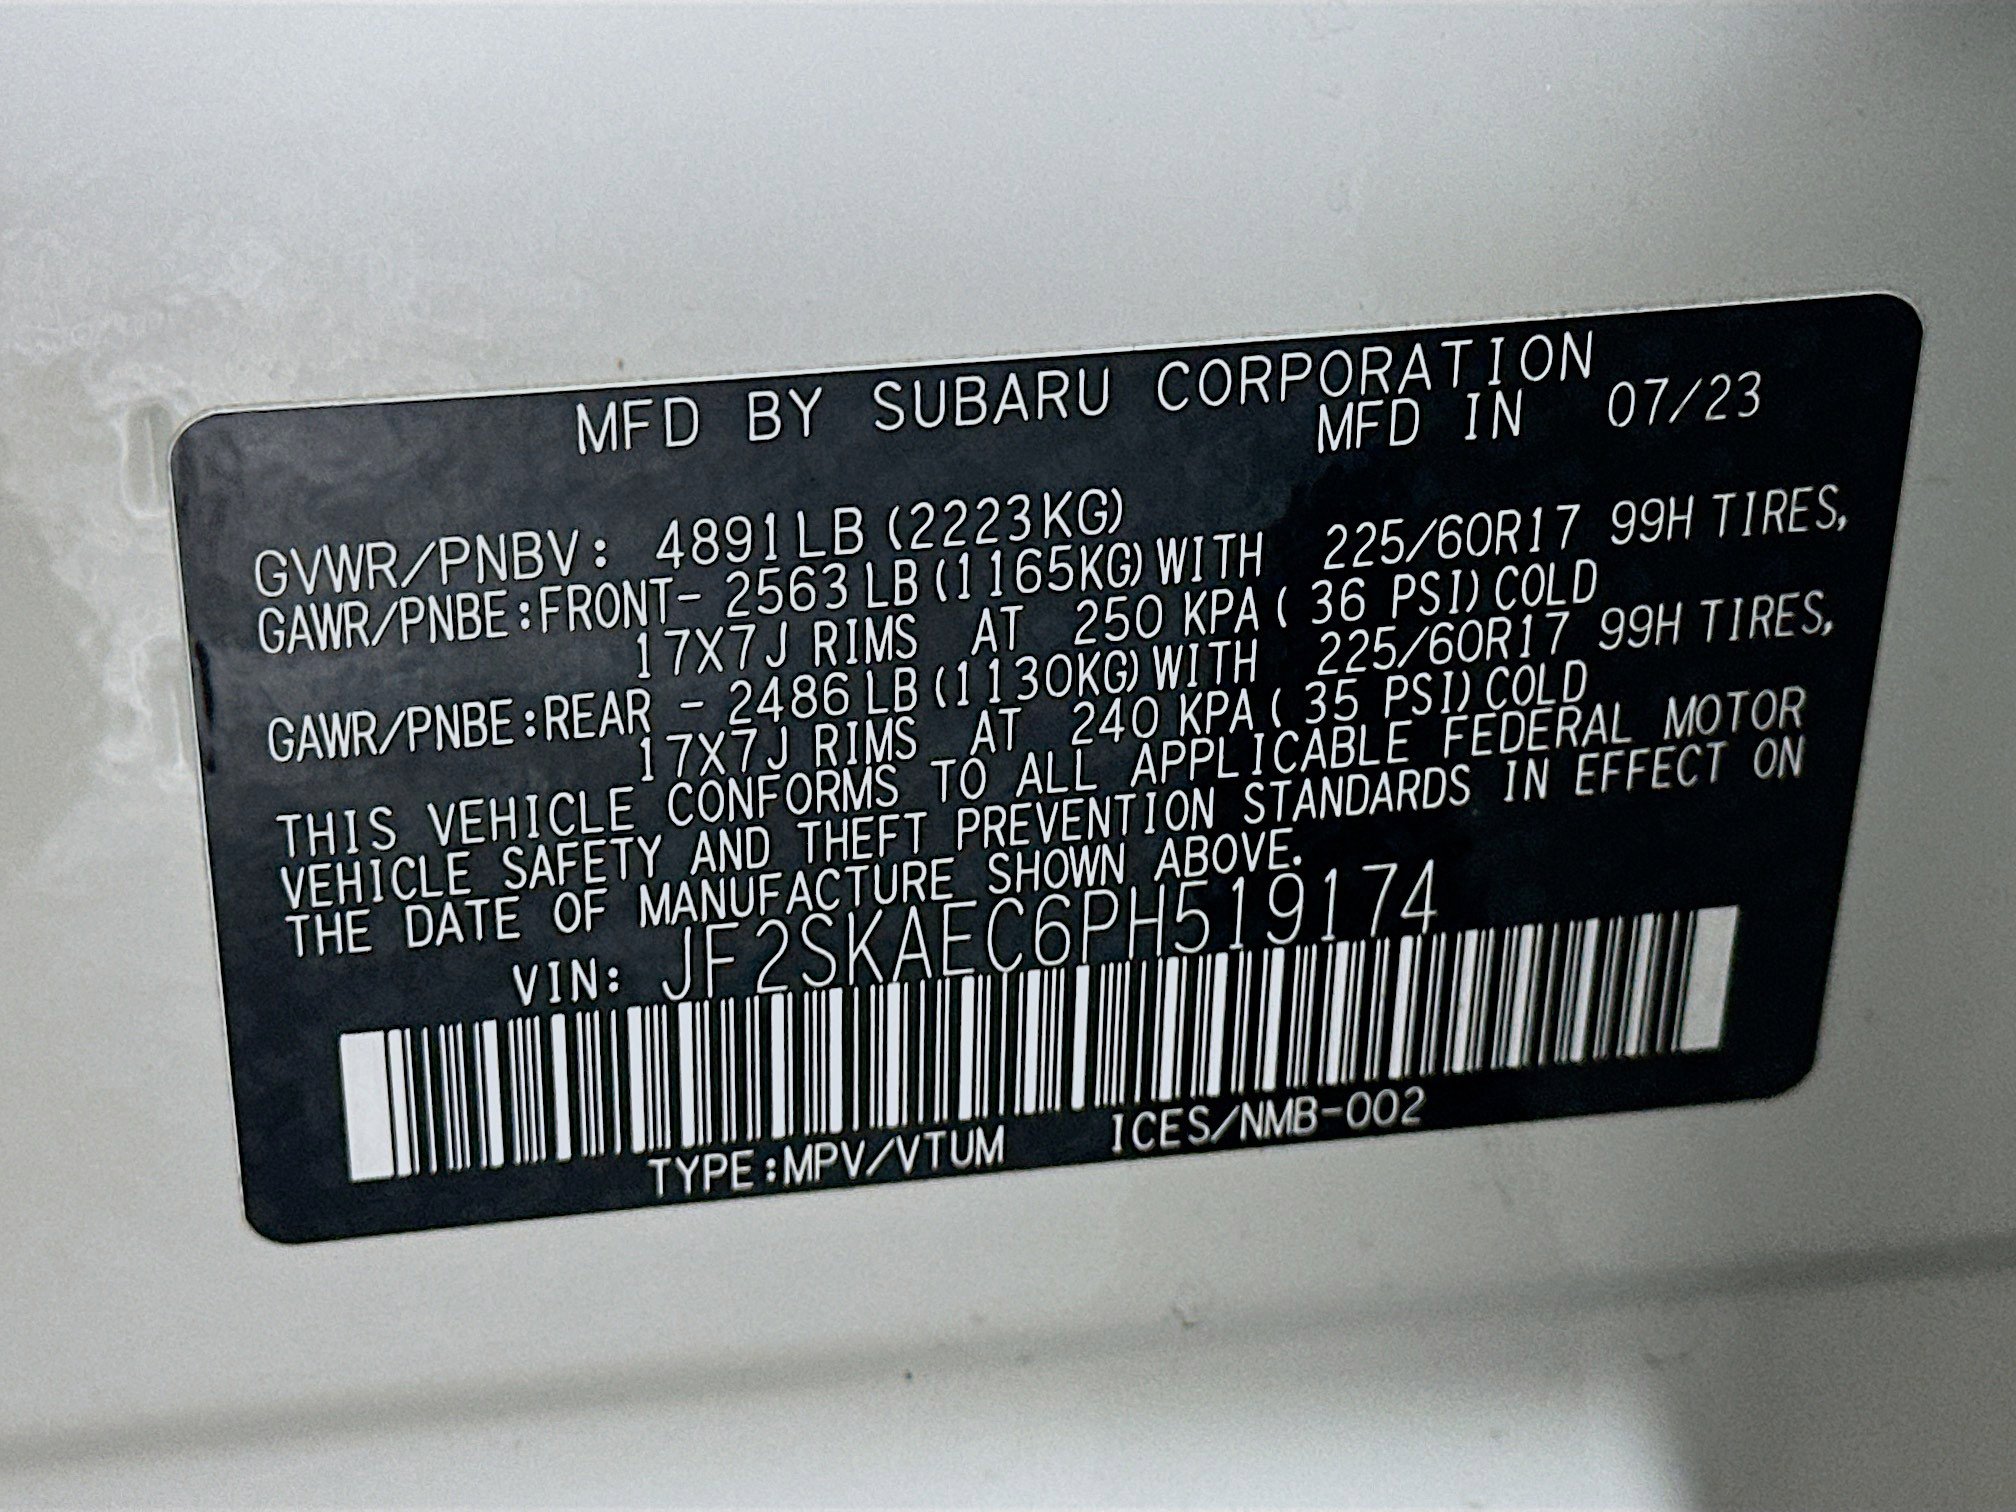 MFD BY SUBARU CORPORATION
MFD IN 07/23
GVWR/PNBV: 4891LB (2223KG)
GAWR/PNBE:FRONT- 2563LB(1165KG)WITH 225/60R17 99H TIRES,
17X7J RIMS AT 250 KPA( 36 PSI)COLD
GAWR/PNBE:REAR - 2486LB(1130KG)WITH 225/60R17 99H TIRES,
17X7J RIMS AT 240 KPA( 35 PSI)COLD
THIS VEHICLE CONFORMS TO ALL APPLICABLE FEDERAL MOTOR
VEHICLE SAFETY AND THEFT PREVENTION STANDARDS IN EFFECT ON
THE DATE OF MANUFACTURE SHOWN ABOVE.
VIN: JF2SKAEC6PH519174
TYPE:MPV/VTUM ICES/NMB-002